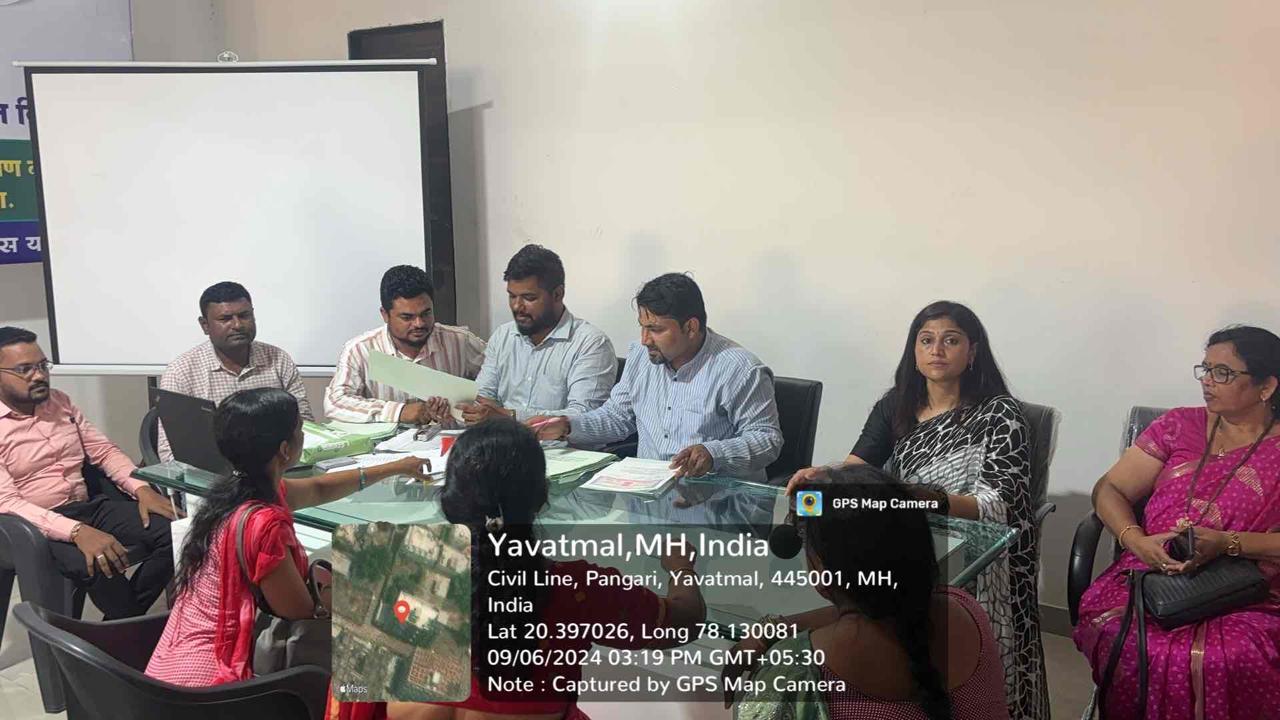 ण
स य
GPS Map Camera
Yavatmal,MH,India
Civil Line, Pangari, Yavatmal, 445001, MH,
India
Lat 20.397026, Long 78.130081
09/06/2024 03:19 PM GMT+05:30
Note : Captured by GPS Map Camera
Maps